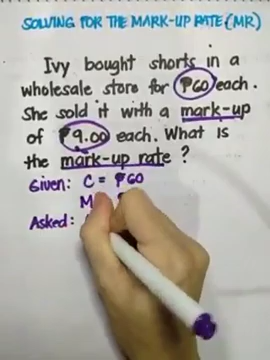 SOLVING FOR THE MARK-UP RATE (MR)
Ivy bought shorts in a
wholesale store for ₱60 each.
She sold it with a mark-up
of ₱9.00 each. What is
the mark-up rate ?
Given: C = ₱60
M
Asked: